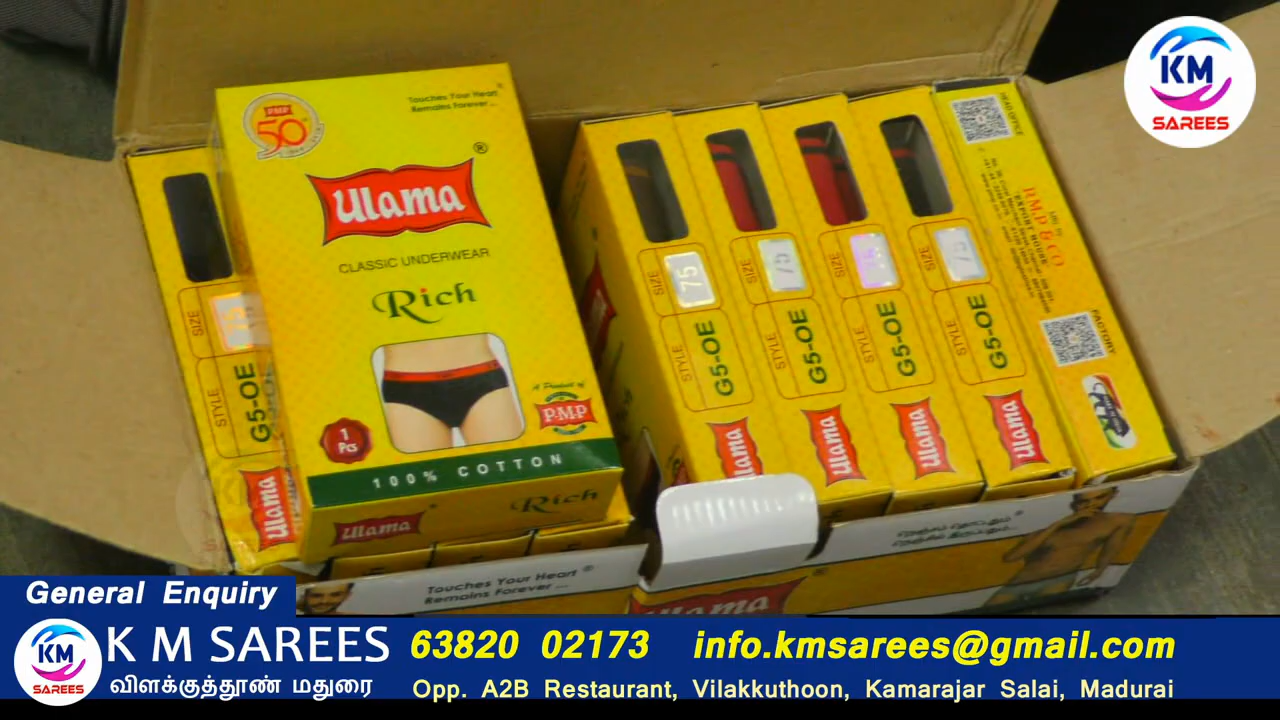 KM
SAREES
PMP
50
Touches Your Heart
Remains Forever...
Ulama
®
CLASSIC UNDERWEAR
Rich
A Product of
P.M.P
1
Pcs
100% COTTON
Ulama
Rich
SIZE
75
STYLE
G5-OE
Ulama
SIZE
75
STYLE
G5-OE
Ulama
SIZE
75
STYLE
G5-OE
Ulama
SIZE
75
STYLE
G5-OE
Ulama
SIZE
75
STYLE
G5-OE
Ulama
HEAD OFFICE
P.M.P & CO
FACTORY
Touches Your Heart ®
Remains Forever ...
Ulama
General Enquiry
KM
SAREES
K M SAREES
விளக்குத்தூண் மதுரை
63820 02173
info.kmsarees@gmail.com
Opp. A2B Restaurant, Vilakkuthoon, Kamarajar Salai, Madurai